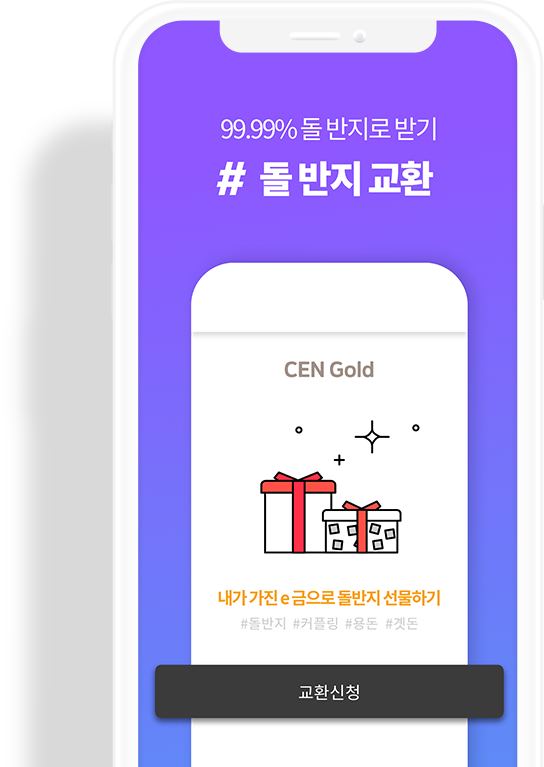 99.99% 돌 반지로 받기
# 돌 반지 교환
CEN Gold
내가 가진 e 금으로 돌반지 선물하기
#돌반지 #커플링 #용돈 #겟돈
교환신청